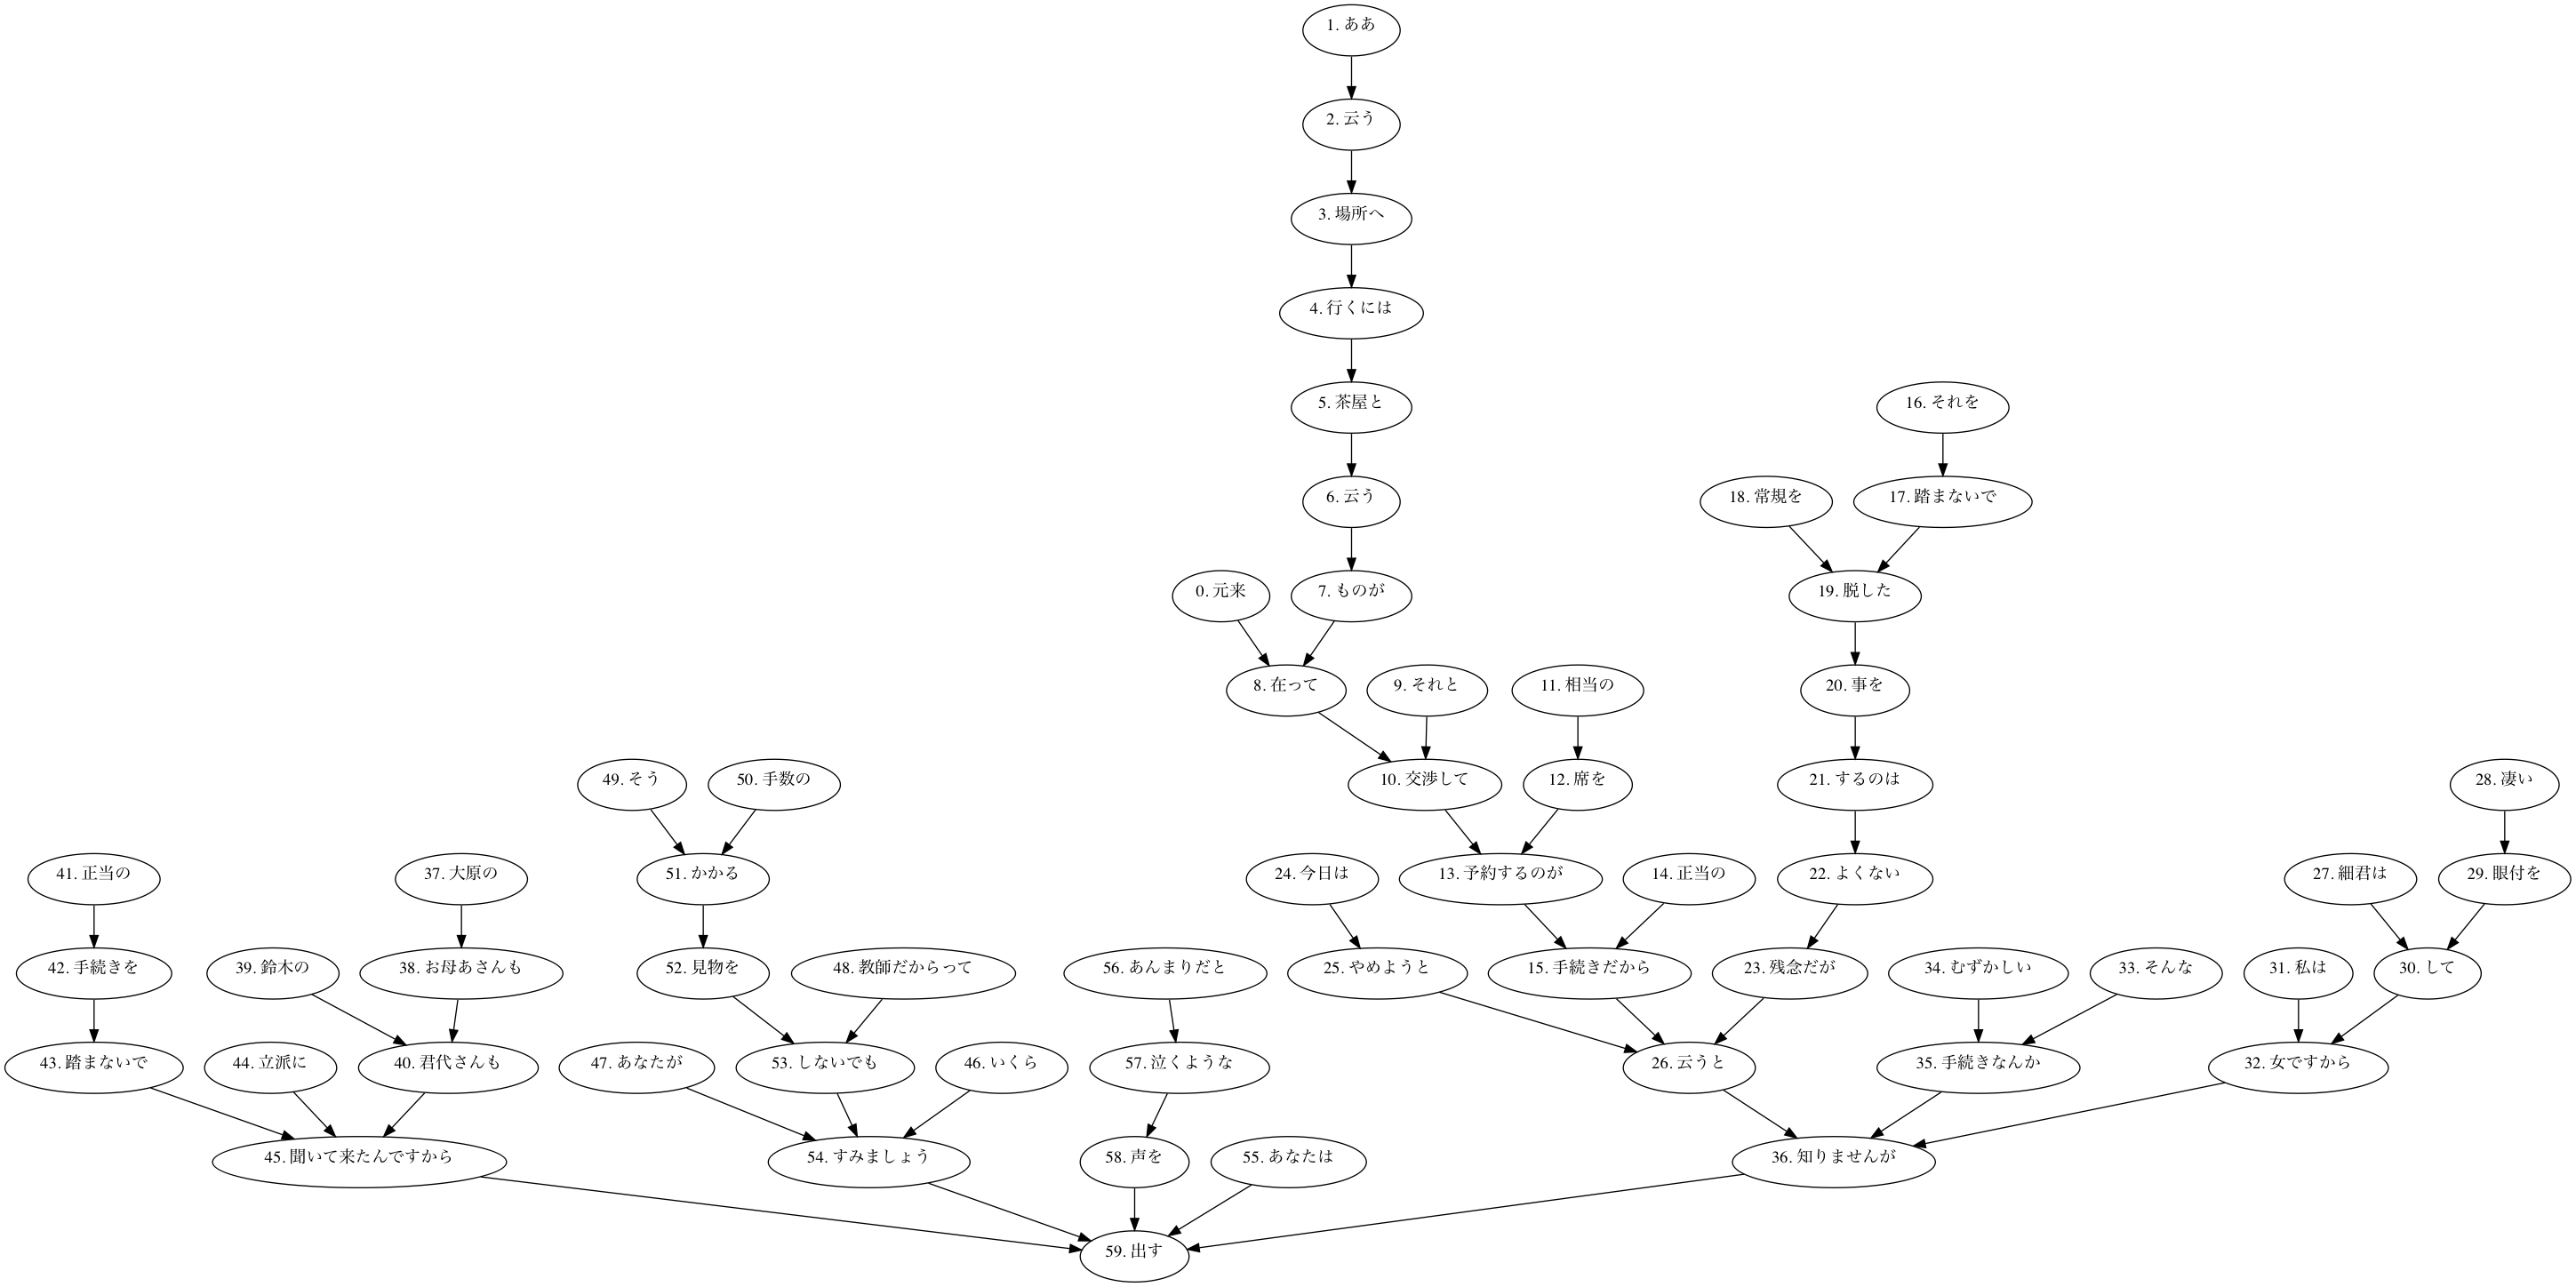 1. ああ
2. 云う
3. 場所へ
4. 行くには
5. 茶屋と
16. それを
6. 云う
18. 常規を
17. 踏まないで
0. 元来
7. ものが
19. 脱した
8. 在って
9. それと
11. 相当の
20. 事を
49. そう
50. 手数の
10. 交渉して
12. 席を
21. するのは
28. 凄い
41. 正当の
37. 大原の
51. かかる
24. 今日は
13. 予約するのが
14. 正当の
22. よくない
27. 細君は
29. 眼付を
42. 手続きを
39. 鈴木の
38. お母あさんも
52. 見物を
48. 教師だからって
56. あんまりだと
25. やめようと
15. 手続きだから
23. 残念だが
34. むずかしい
33. そんな
31. 私は
30. して
43. 踏まないで
44. 立派に
40. 君代さんも
47. あなたが
53. しないでも
46. いくら
57. 泣くような
26. 云うと
35. 手続きなんか
32. 女ですから
45. 聞いて来たんですから
54. すみましょう
58. 声を
55. あなたは
36. 知りませんが
59. 出す